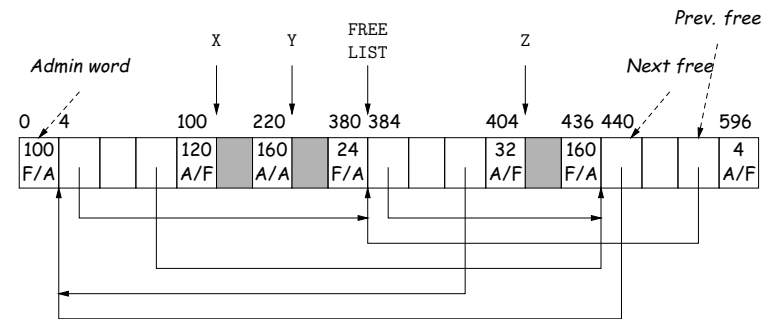 Prev. free
FREE
X Y LIST Z
Admin word Next free
0 4 100 220 380 384 404 436 440 596
100 120 160 24 32 160 4
F/A A/F A/A F/A A/F F/A A/F